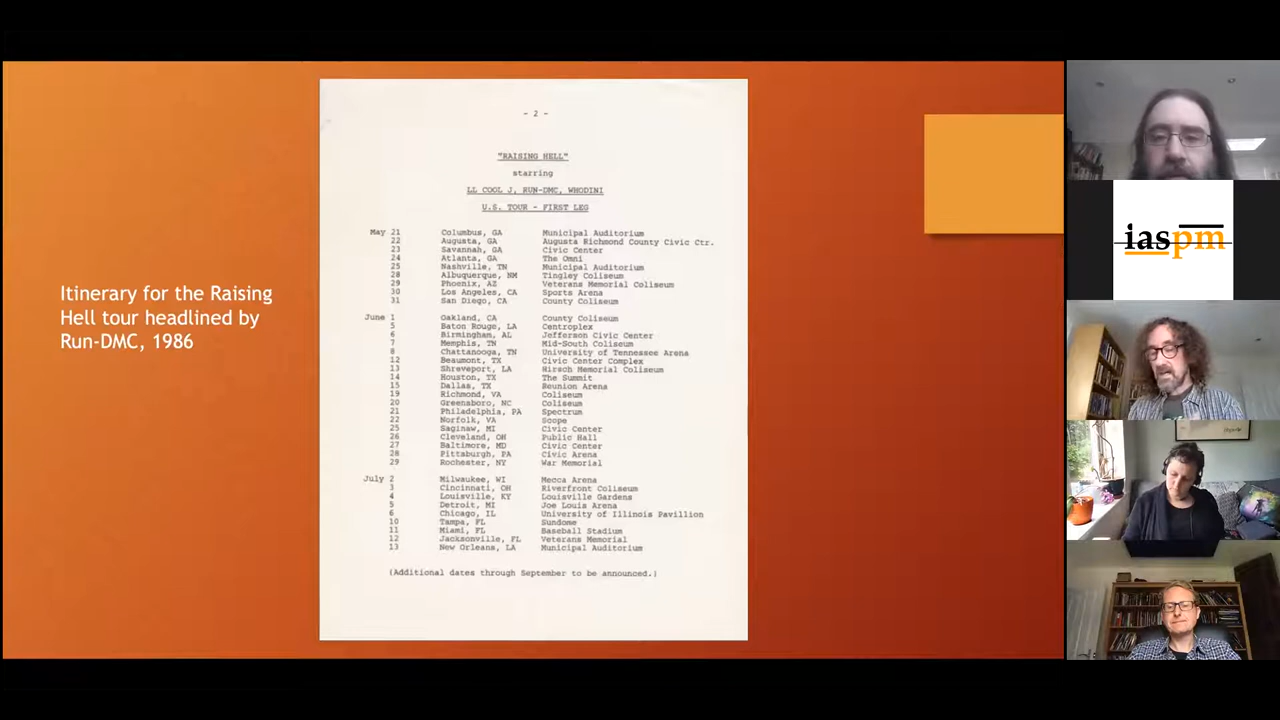 Itinerary for the Raising
Hell tour headlined by
Run-DMC, 1986
- 2 -
"RAISING HELL"
starring
LL COOL J, RUN-DMC, WHODINI
U.S. TOUR - FIRST LEG
May 21 Columbus, GA Municipal Auditorium
22 Augusta, GA Augusta Richmond County Civic Ctr.
23 Savannah, GA Civic Center
24 Atlanta, GA The Omni
25 Nashville, TN Municipal Auditorium
28 Albuquerque, NM Tingley Coliseum
29 Phoenix, AZ Veterans Memorial Coliseum
30 Los Angeles, CA Sports Arena
31 San Diego, CA County Coliseum
June 1 Oakland, CA County Coliseum
5 Baton Rouge, LA Centroplex
6 Birmingham, AL Jefferson Civic Center
7 Memphis, TN Mid-South Coliseum
8 Chattanooga, TN University of Tennessee Arena
12 Beaumont, TX Civic Center Complex
13 Shreveport, LA Hirsch Memorial Coliseum
14 Houston, TX The Summit
15 Dallas, TX Reunion Arena
19 Richmond, VA Coliseum
20 Greensboro, NC Coliseum
21 Philadelphia, PA Spectrum
22 Norfolk, VA Scope
25 Saginaw, MI Civic Center
26 Cleveland, OH Public Hall
27 Baltimore, MD Civic Center
28 Pittsburgh, PA Civic Arena
29 Rochester, NY War Memorial
July 2 Milwaukee, WI Mecca Arena
3 Cincinnati, OH Riverfront Coliseum
4 Louisville, KY Louisville Gardens
5 Detroit, MI Joe Louis Arena
6 Chicago, IL University of Illinois Pavillion
10 Tampa, FL Sundome
11 Miami, FL Baseball Stadium
12 Jacksonville, FL Veterans Memorial
13 New Orleans, LA Municipal Auditorium
(Additional dates through September to be announced.)
iaspm